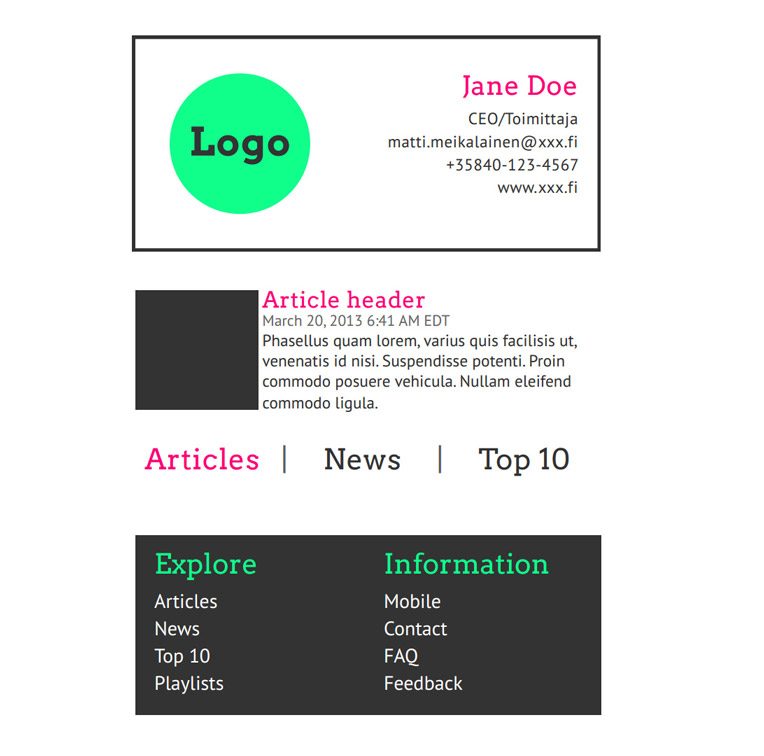 Logo
Jane Doe
CEO/Toimittaja
matti.meikalainen@xxx.fi
+35840-123-4567
www.xxx.fi
Article header
March 20, 2013 6:41 AM EDT
Phasellus quam lorem, varius quis facilisis ut,
venenatis id nisi. Suspendisse potenti. Proin
commodo posuere vehicula. Nullam eleifend
commodo ligula.
Articles | News | Top 10
Explore
Articles
News
Top 10
Playlists
Information
Mobile
Contact
FAQ
Feedback